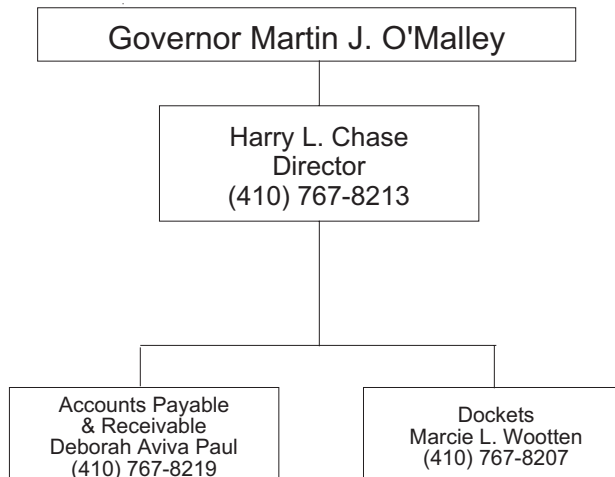 Governor Martin J. O'Malley
Harry L. Chase
Director
(410) 767-8213
Accounts Payable
& Receivable
Deborah Aviva Paul
(410) 767-8219
Dockets
Marcie L. Wootten
(410) 767-8207